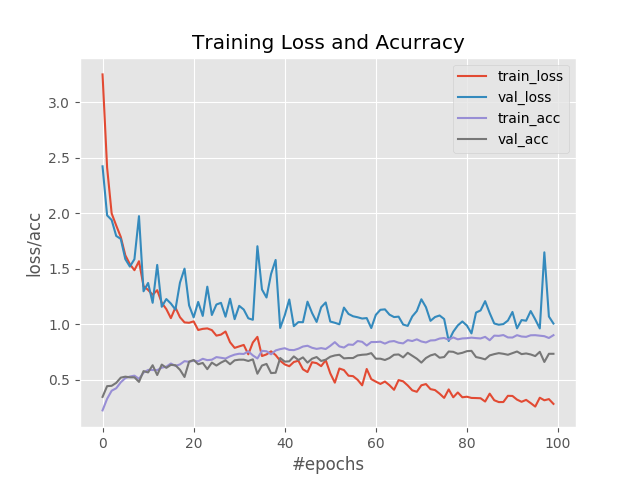 Training Loss and Acurracy
train_loss
val_loss
train_acc
val_acc
loss/acc
3.0
2.5
2.0
1.5
1.0
0.5
0 20 40 60 80 100
#epochs